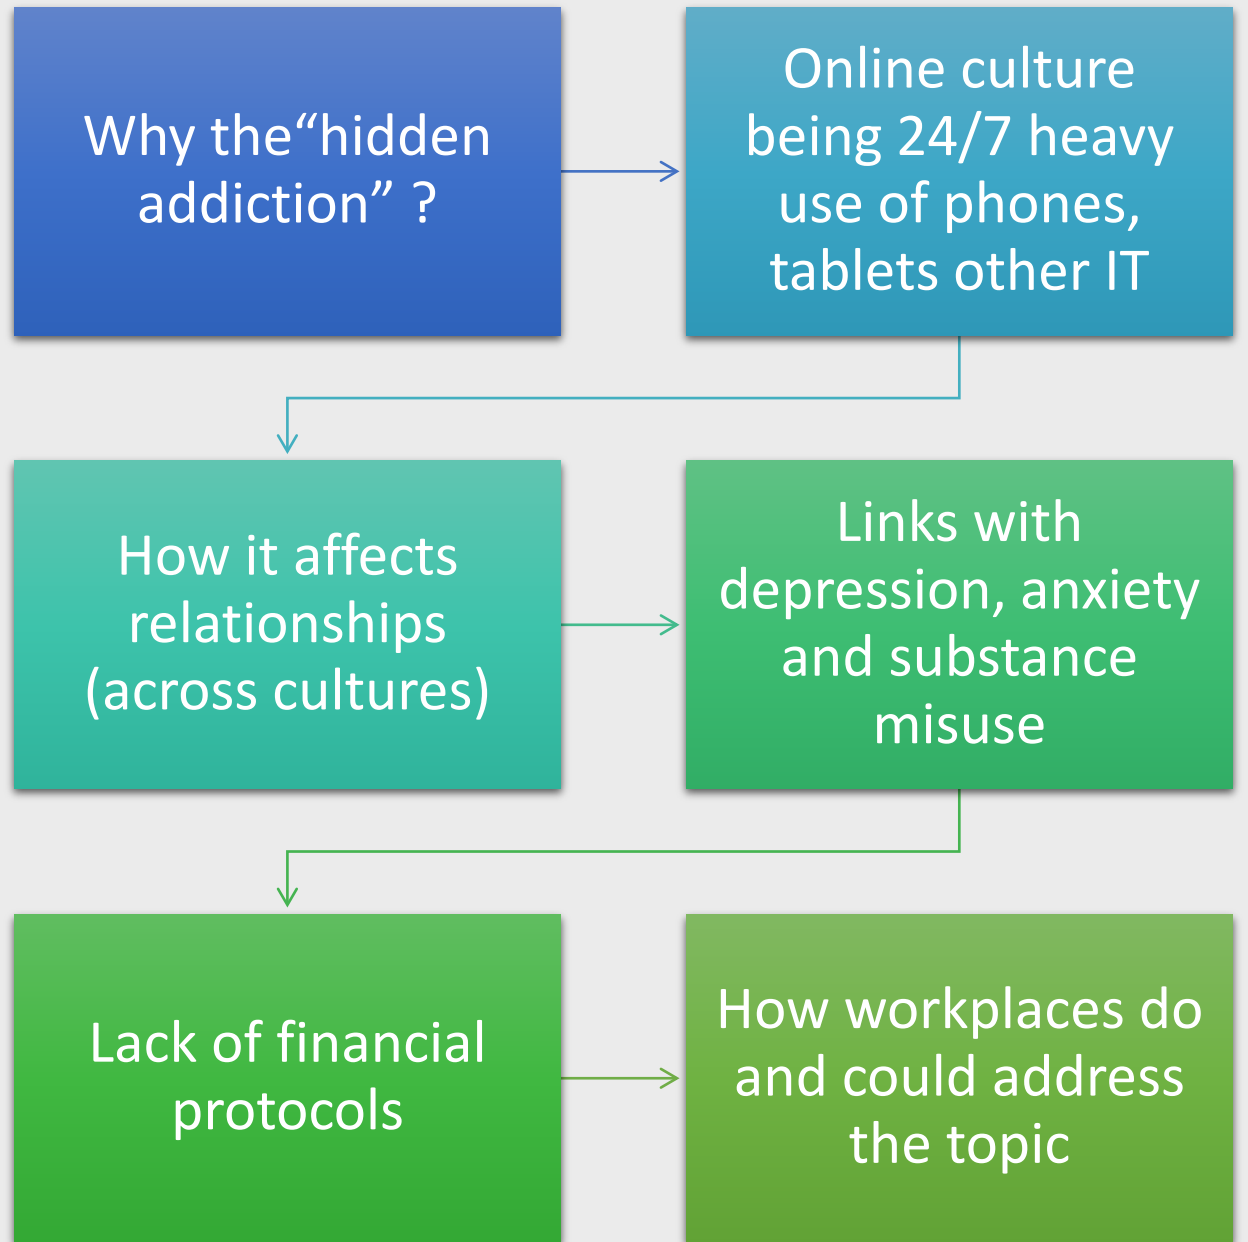 Why the“hidden
addiction” ?
Online culture
being 24/7 heavy
use of phones,
tablets other IT
How it affects
relationships
(across cultures)
Links with
depression, anxiety
and substance
misuse
Lack of financial
protocols
How workplaces do
and could address
the topic